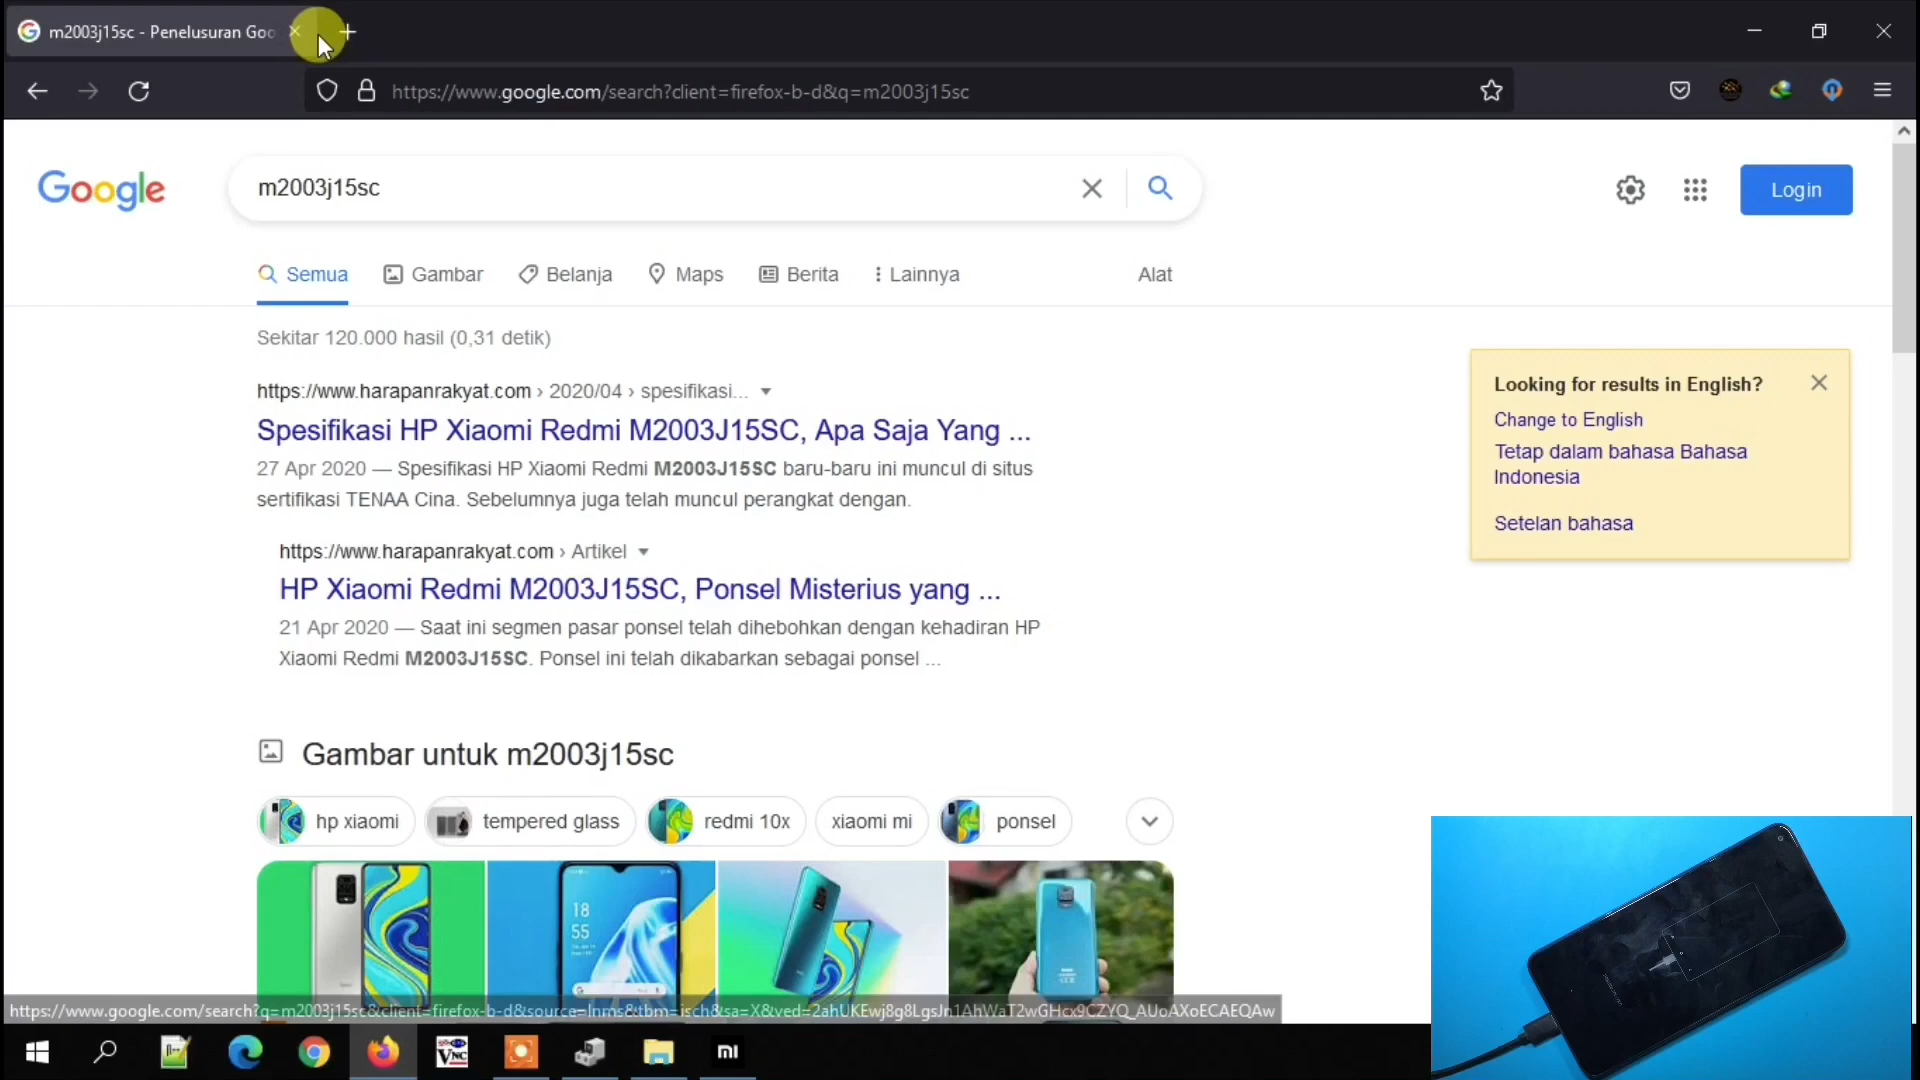 m2003j15sc - Penelusuran Goo
https://www.google.com/search?client=firefox-b-d&q=m2003j15sc
Google
m2003j15sc
Login
Semua
Gambar
Belanja
Maps
Berita
Lainnya
Alat
Sekitar 120.000 hasil (0,31 detik)
https://www.harapanrakyat.com › 2020/04 › spesifikasi...
Spesifikasi HP Xiaomi Redmi M2003J15SC, Apa Saja Yang ...
27 Apr 2020 — Spesifikasi HP Xiaomi Redmi M2003J15SC baru-baru ini muncul di situs
sertifikasi TENAA Cina. Sebelumnya juga telah muncul perangkat dengan.
https://www.harapanrakyat.com › Artikel
HP Xiaomi Redmi M2003J15SC, Ponsel Misterius yang ...
21 Apr 2020 — Saat ini segmen pasar ponsel telah dihebohkan dengan kehadiran HP
Xiaomi Redmi M2003J15SC. Ponsel ini telah dikabarkan sebagai ponsel ...
Looking for results in English?
Change to English
Tetap dalam bahasa Bahasa
Indonesia
Setelan bahasa
Gambar untuk m2003j15sc
hp xiaomi
tempered glass
redmi 10x
xiaomi mi
ponsel
18
55
VNC
mi